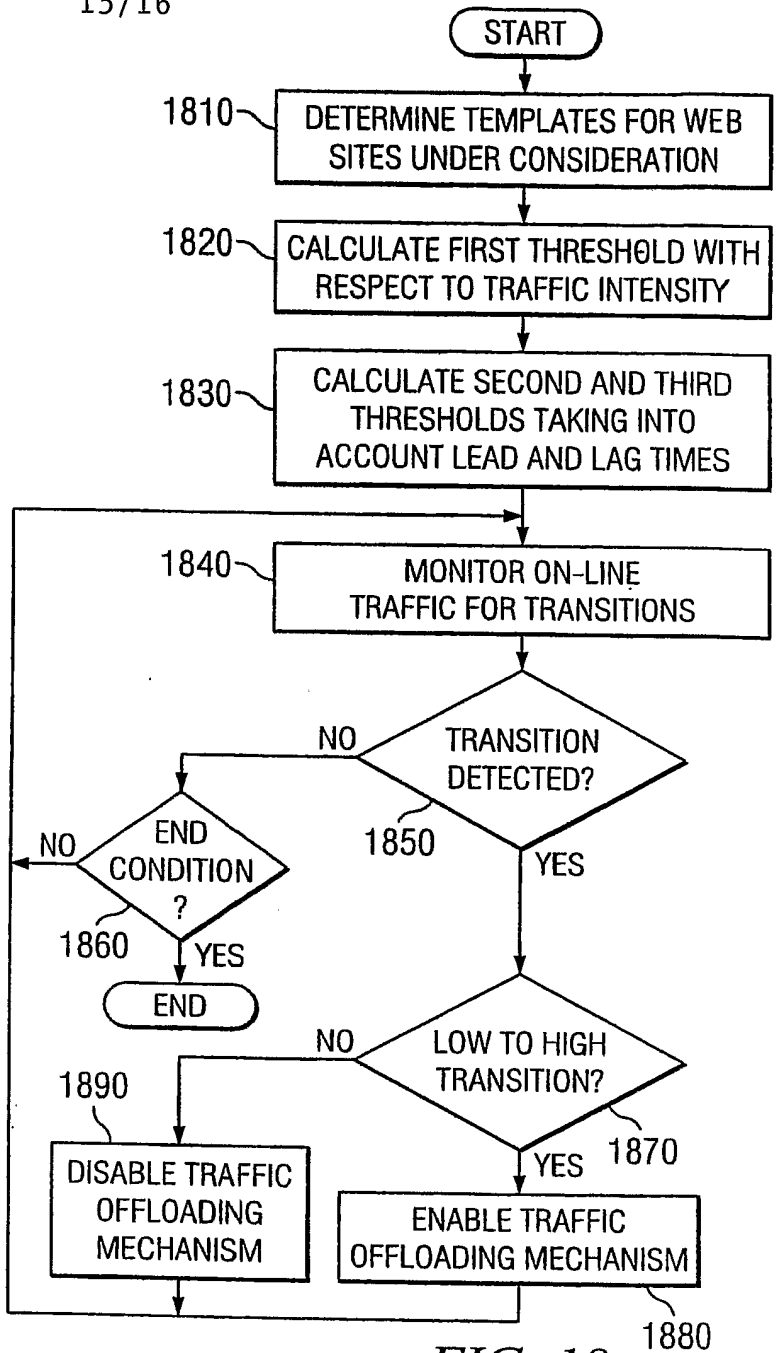 15/16
START
1810
DETERMINE TEMPLATES FOR WEB
SITES UNDER CONSIDERATION
1820
CALCULATE FIRST THRESHOLD WITH
RESPECT TO TRAFFIC INTENSITY
1830
CALCULATE SECOND AND THIRD
THRESHOLDS TAKING INTO
ACCOUNT LEAD AND LAG TIMES
1840
MONITOR ON-LINE
TRAFFIC FOR TRANSITIONS
NO
TRANSITION
DETECTED?
1850
YES
NO
END
CONDITION
?
1860
YES
END
NO
LOW TO HIGH
TRANSITION?
1870
YES
1890
DISABLE TRAFFIC
OFFLOADING
MECHANISM
ENABLE TRAFFIC
OFFLOADING MECHANISM
1880
FIG. 18